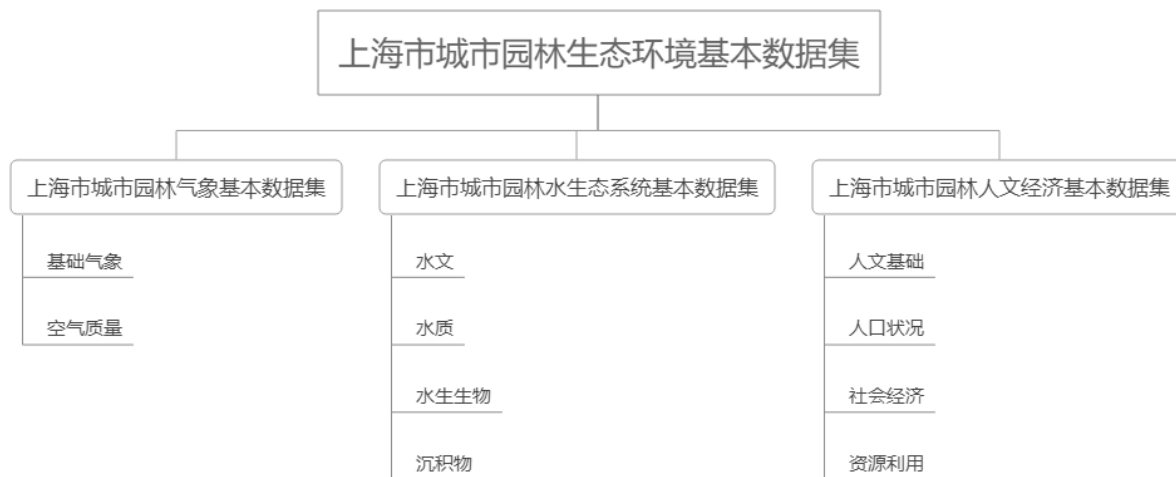 上海市城市园林生态环境基本数据集
上海市城市园林气象基本数据集
基础气象
空气质量
上海市城市园林水生态系统基本数据集
水文
水质
水生生物
沉积物
上海市城市园林人文经济基本数据集
人文基础
人口状况
社会经济
资源利用